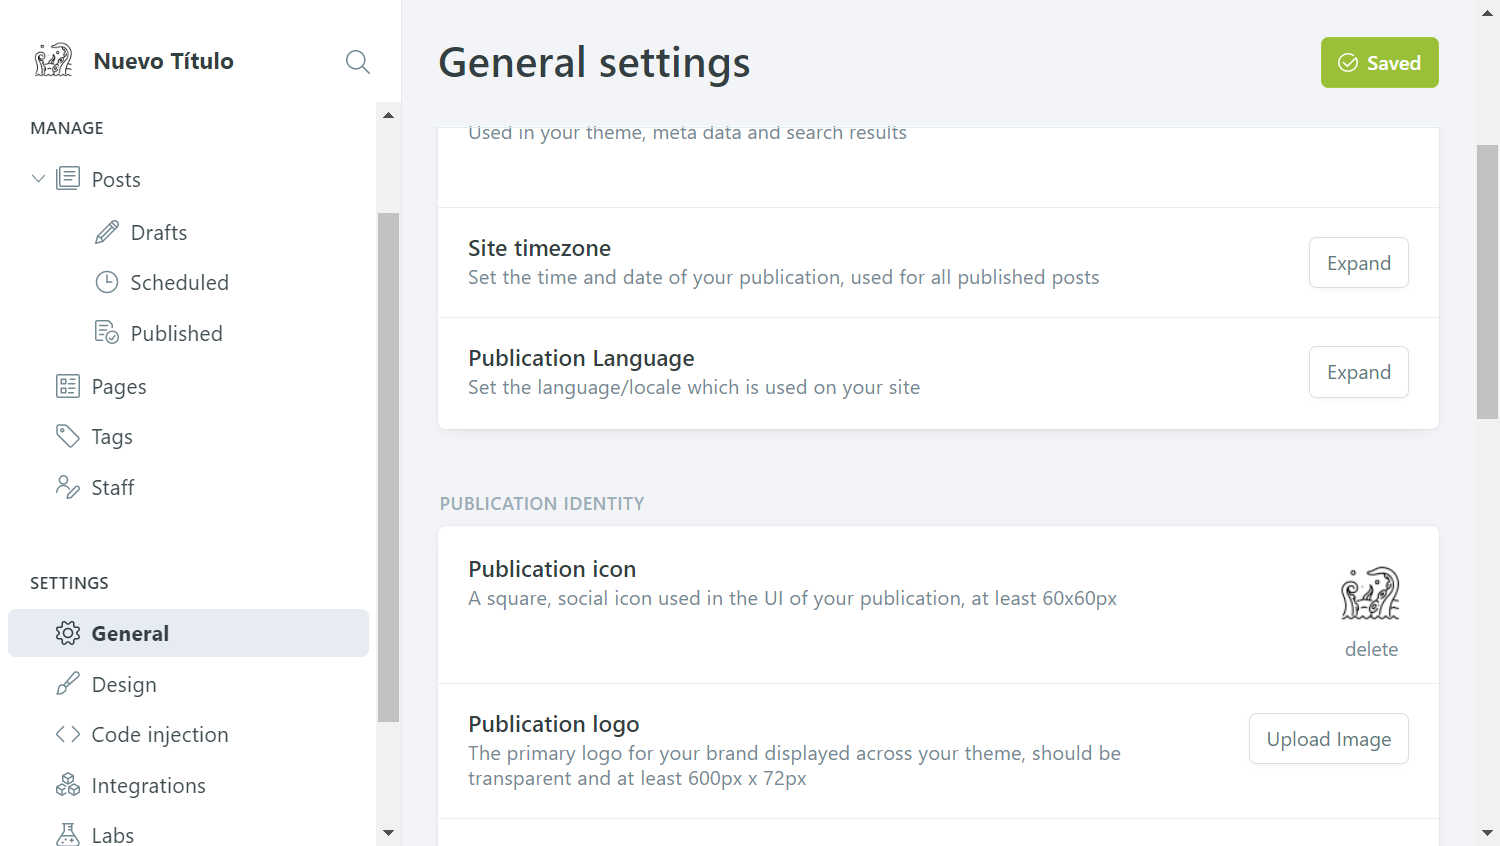 Nuevo Título
MANAGE
Posts
Drafts
Scheduled
Published
Pages
Tags
Staff
SETTINGS
General
Design
Code injection
Integrations
Labs
General settings
Saved
Used in your theme, meta data and search results
Site timezone
Set the time and date of your publication, used for all published posts
Expand
Publication Language
Set the language/locale which is used on your site
Expand
PUBLICATION IDENTITY
Publication icon
A square, social icon used in the UI of your publication, at least 60x60px
delete
Publication logo
The primary logo for your brand displayed across your theme, should be
transparent and at least 600px x 72px
Upload Image